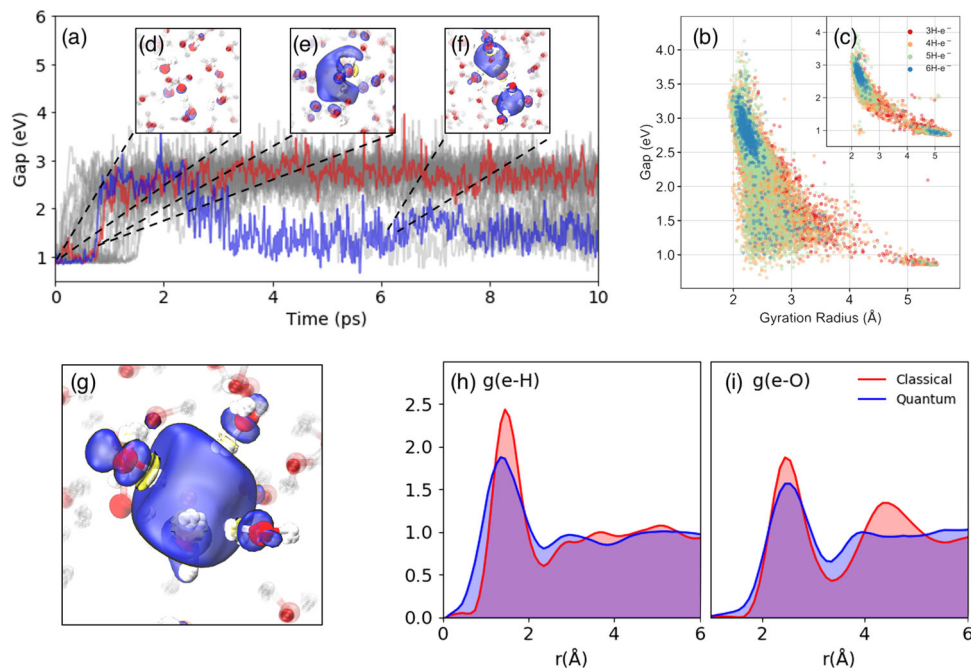 (a)
(d)
(e)
(f)
Gap (eV)
6
5
4
3
2
1
0
2
4
6
8
10
Time (ps)
(b)
Gap (eV)
4.0
3.5
3.0
2.5
2.0
1.5
1.0
2
3
4
5
Gyration Radius (Å)
(c)
3H-e⁻
4H-e⁻
5H-e⁻
6H-e⁻
4
3
2
1
2
3
4
5
(g)
(h) g(e-H)
2.5
2.0
1.5
1.0
0.5
0.0
0
2
4
6
r(Å)
(i) g(e-O)
Classical
Quantum
2
4
6
r(Å)